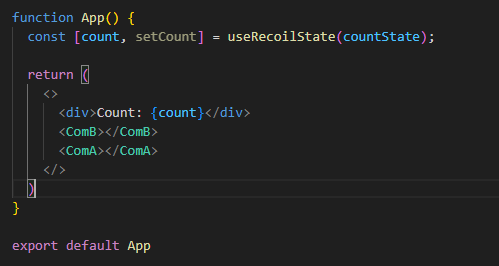 function App() {
  const [count, setCount] = useRecoilState(countState);

  return (
    <>
      <div>Count: {count}</div>
      <ComB></ComB>
      <ComA></ComA>
    </>
  )
}

export default App